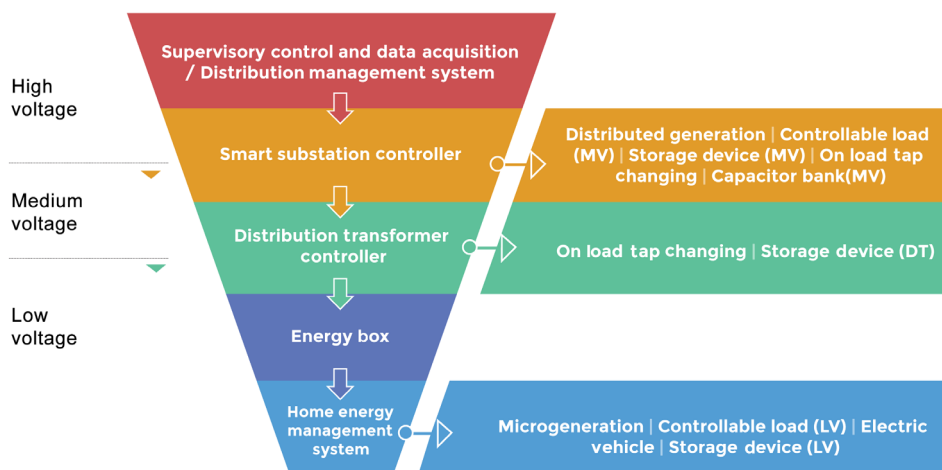 High
voltage
Medium
voltage
Low
voltage
Supervisory control and data acquisition
/ Distribution management system
Smart substation controller
Distributed generation | Controllable load
(MV) | Storage device (MV) | On load tap
changing | Capacitor bank(MV)
Distribution transformer
controller
On load tap changing | Storage device (DT)
Energy box
Home energy
management
system
Microgeneration | Controllable load (LV) | Electric
vehicle | Storage device (LV)